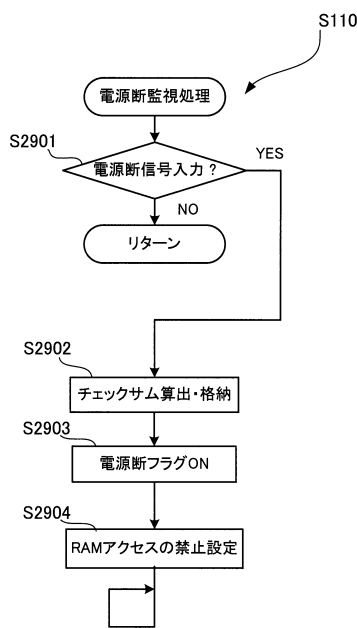 S110
電源断監視処理
S2901
電源断信号入力？
YES
NO
リターン
S2902
チェックサム算出・格納
S2903
電源断フラグON
S2904
RAMアクセスの禁止設定